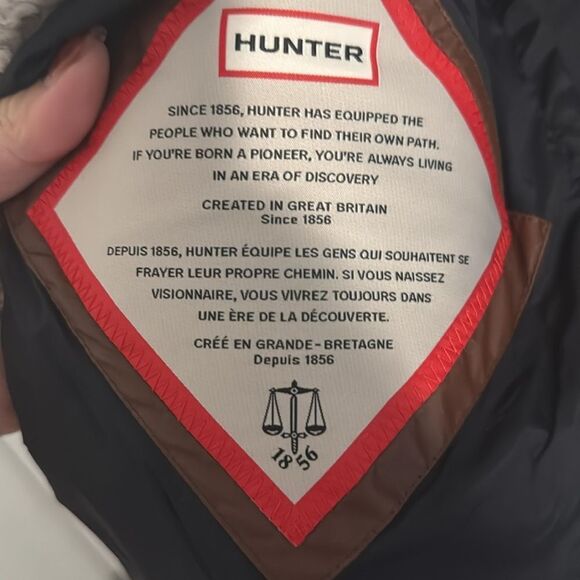 HUNTER
SINCE 1856, HUNTER HAS EQUIPPED THE
PEOPLE WHO WANT TO FIND THEIR OWN PATH.
IF YOU'RE BORN A PIONEER, YOU'RE ALWAYS LIVING
IN AN ERA OF DISCOVERY
CREATED IN GREAT BRITAIN
Since 1856
DEPUIS 1856, HUNTER ÉQUIPE LES GENS QUI SOUHAITENT SE
FRAYER LEUR PROPRE CHEMIN. SI VOUS NAISSEZ
VISIONNAIRE, VOUS VIVREZ TOUJOURS DANS
UNE ÈRE DE LA DÉCOUVERTE.
CRÉÉ EN GRANDE-BRETAGNE
Depuis 1856
1856